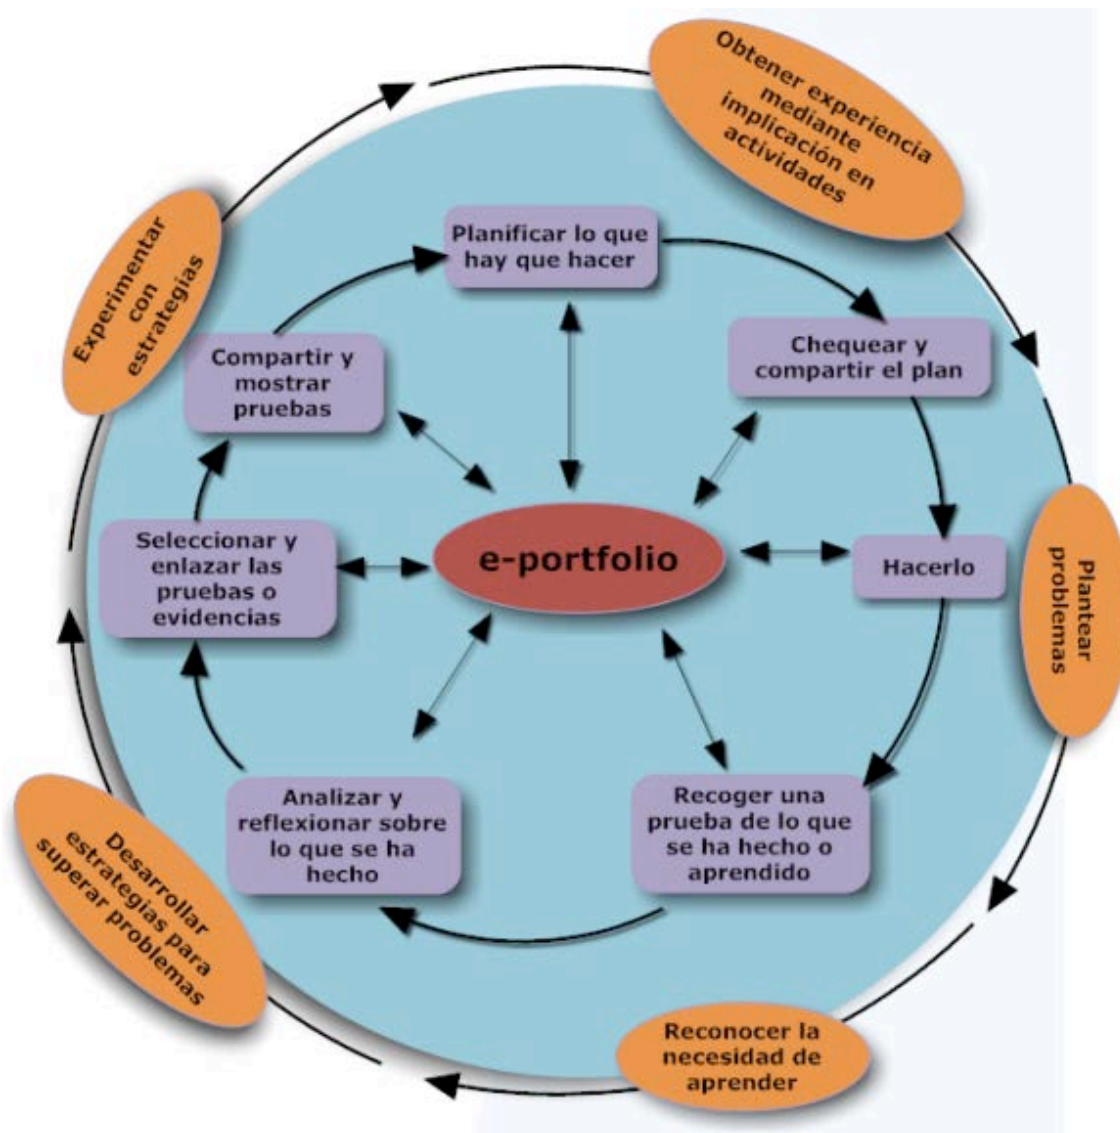 Obtener experiencia
mediante
implicación en
actividades
Experimentar
con
estrategias
Planificar lo que
hay que hacer
Compartir y
mostrar
pruebas
Chequear y
compartir el plan
Seleccionar y
enlazar las
pruebas o
evidencias
e-portfolio
Hacerlo
Plantear
problemas
Analizar y
reflexionar sobre
lo que se ha
hecho
Recoger una
prueba de lo que
se ha hecho o
aprendido
Desarrollar
estrategias para
superar problemas
Reconocer la
necesidad de
aprender